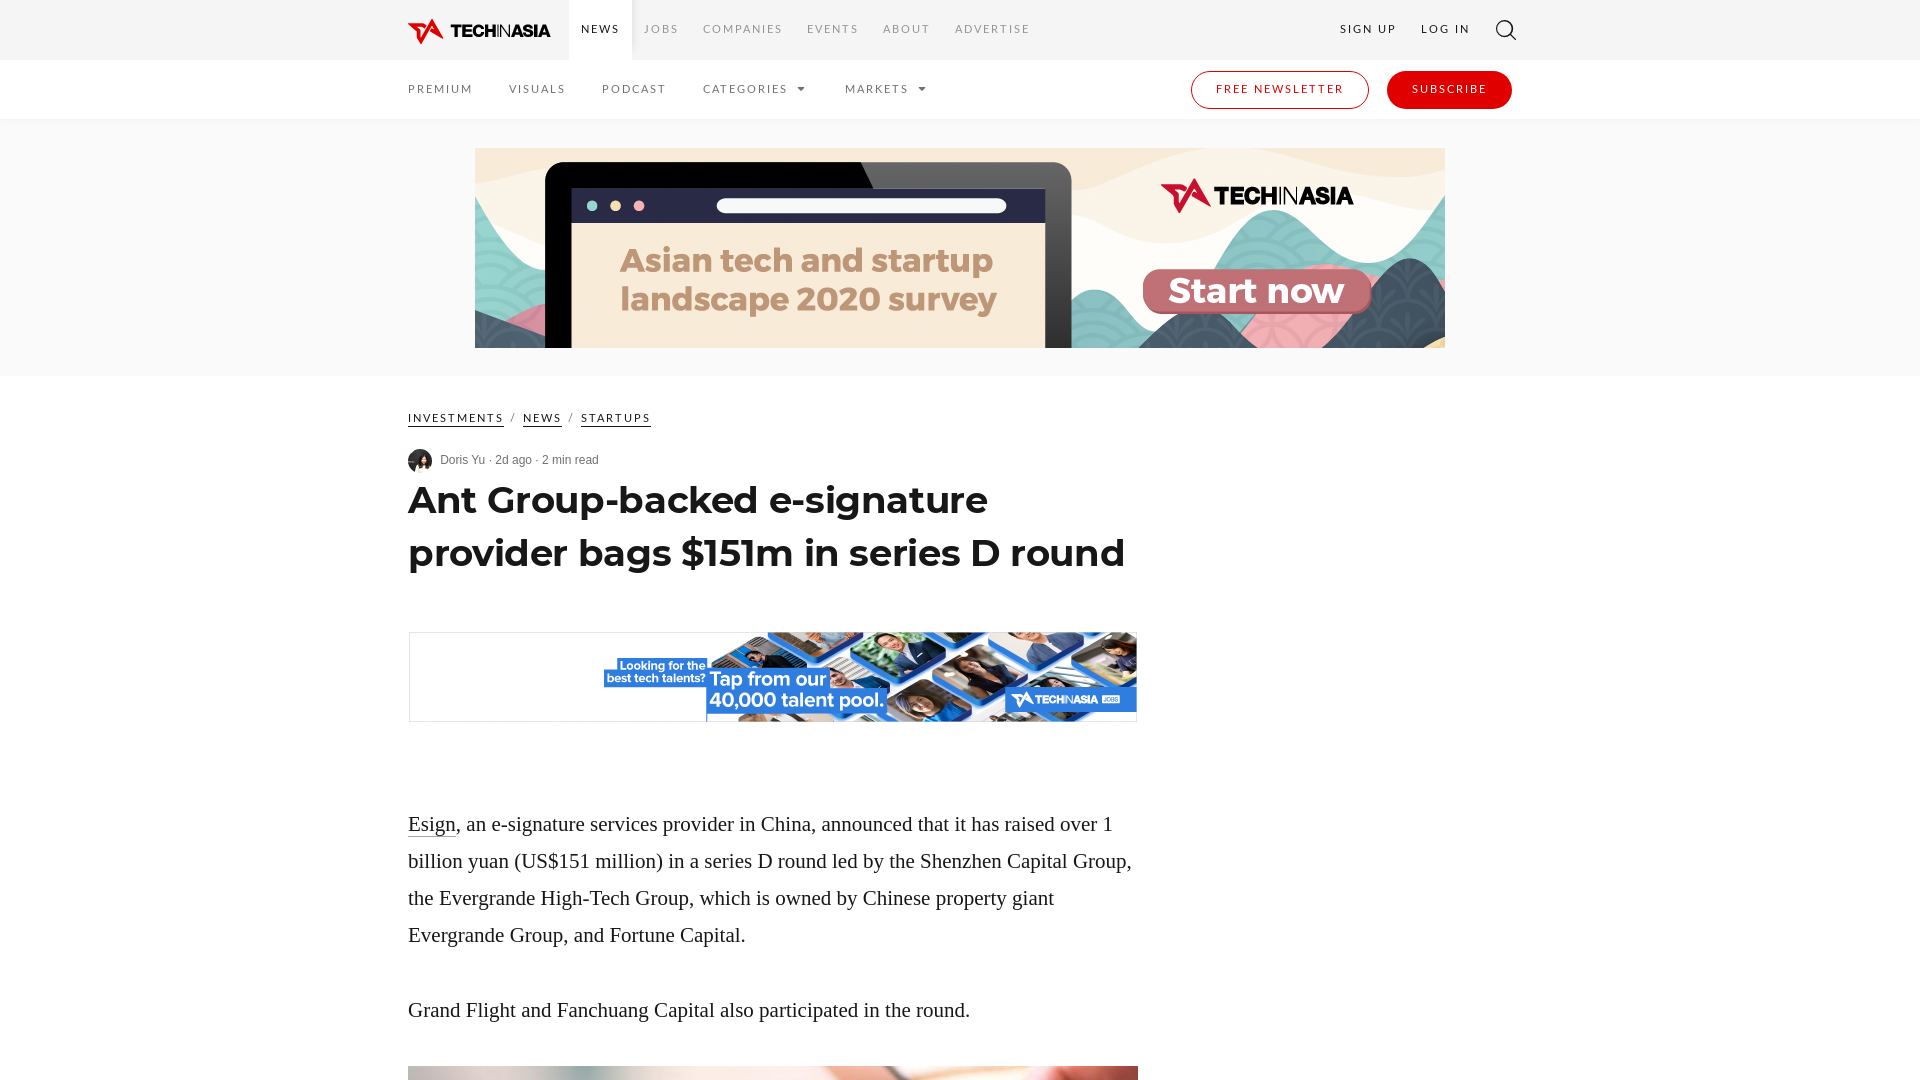 TECHINASIA NEWS JOBS COMPANIES EVENTS ABOUT ADVERTISE SIGN UP LOG IN
PREMIUM VISUALS PODCAST CATEGORIES MARKETS FREE NEWSLETTER SUBSCRIBE
TECHINASIA
Asian tech and startup
landscape 2020 survey
Start now
INVESTMENTS / NEWS / STARTUPS
Doris Yu · 2d ago · 2 min read
Ant Group-backed e-signature
provider bags $151m in series D round
Looking for the
best tech talents?
Tap from our
40,000 talent pool.
TECHINASIA JOBS
Esign, an e-signature services provider in China, announced that it has raised over 1
billion yuan (US$151 million) in a series D round led by the Shenzhen Capital Group,
the Evergrande High-Tech Group, which is owned by Chinese property giant
Evergrande Group, and Fortune Capital.
Grand Flight and Fanchuang Capital also participated in the round.